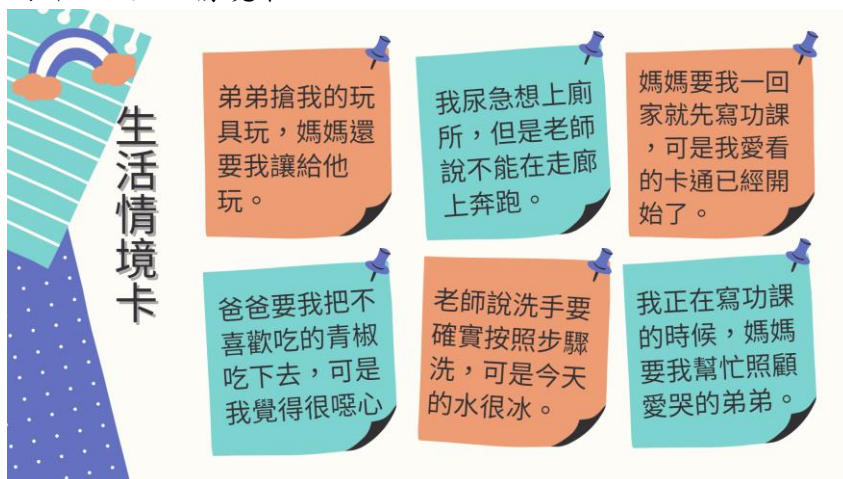 生活情境卡
弟弟搶我的玩
具玩，媽媽還
要我讓給他
玩。
我尿急想上廁
所，但是老師
說不能在走廊
上奔跑。
媽媽要我一回
家就先寫功課
，可是我愛看
的卡通已經開
始了。
爸爸要我把不
喜歡吃的青椒
吃下去，可是
我覺得很噁心
老師說洗手要
確實按照步驟
洗，可是今天
的水很冰。
我正在寫功課
的時候，媽媽
要我幫忙照顧
愛哭的弟弟。